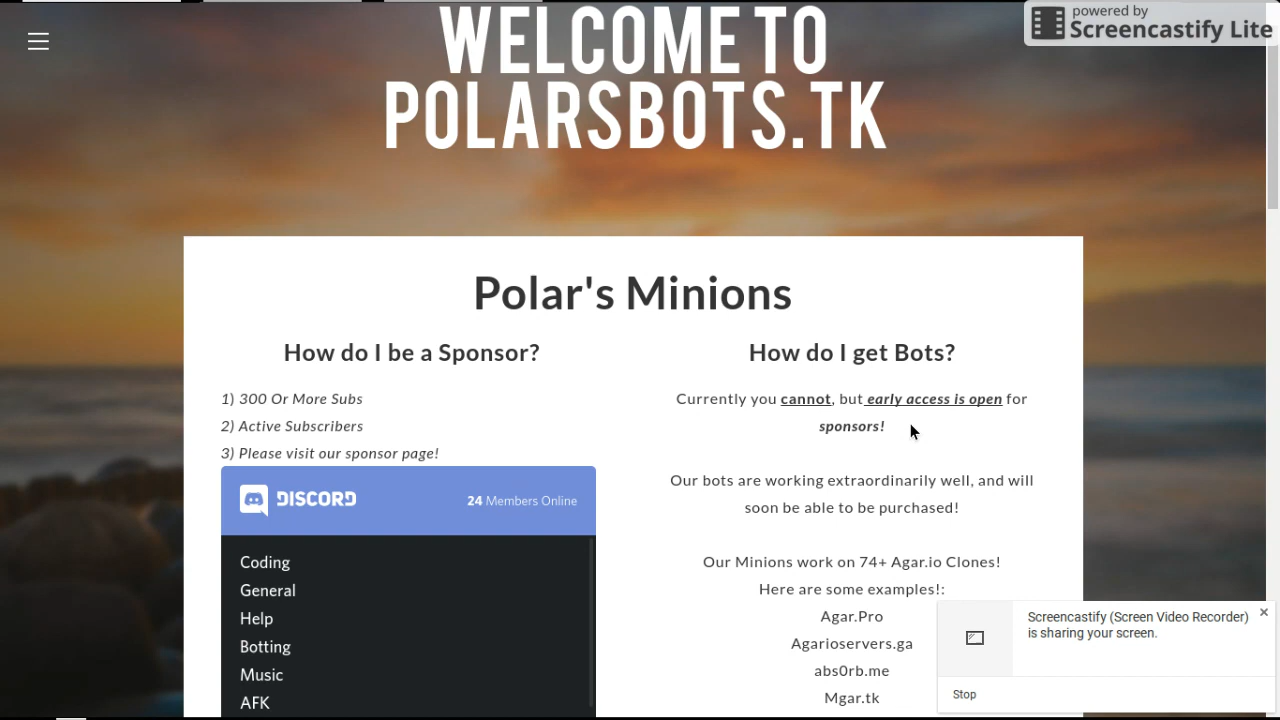 powered by
Screencastify Lite
WELCOME TO
POLARSBOTS.TK
Polar's Minions
How do I be a Sponsor?
1) 300 Or More Subs
2) Active Subscribers
3) Please visit our sponsor page!
DISCORD
24 Members Online
Coding
General
Help
Botting
Music
AFK
How do I get Bots?
Currently you cannot, but early access is open for
sponsors!
Our bots are working extraordinarily well, and will
soon be able to be purchased!
Our Minions work on 74+ Agar.io Clones!
Here are some examples!:
Agar.Pro
Agarioservers.ga
abs0rb.me
Mgar.tk
Screencastify (Screen Video Recorder)
is sharing your screen.
Stop